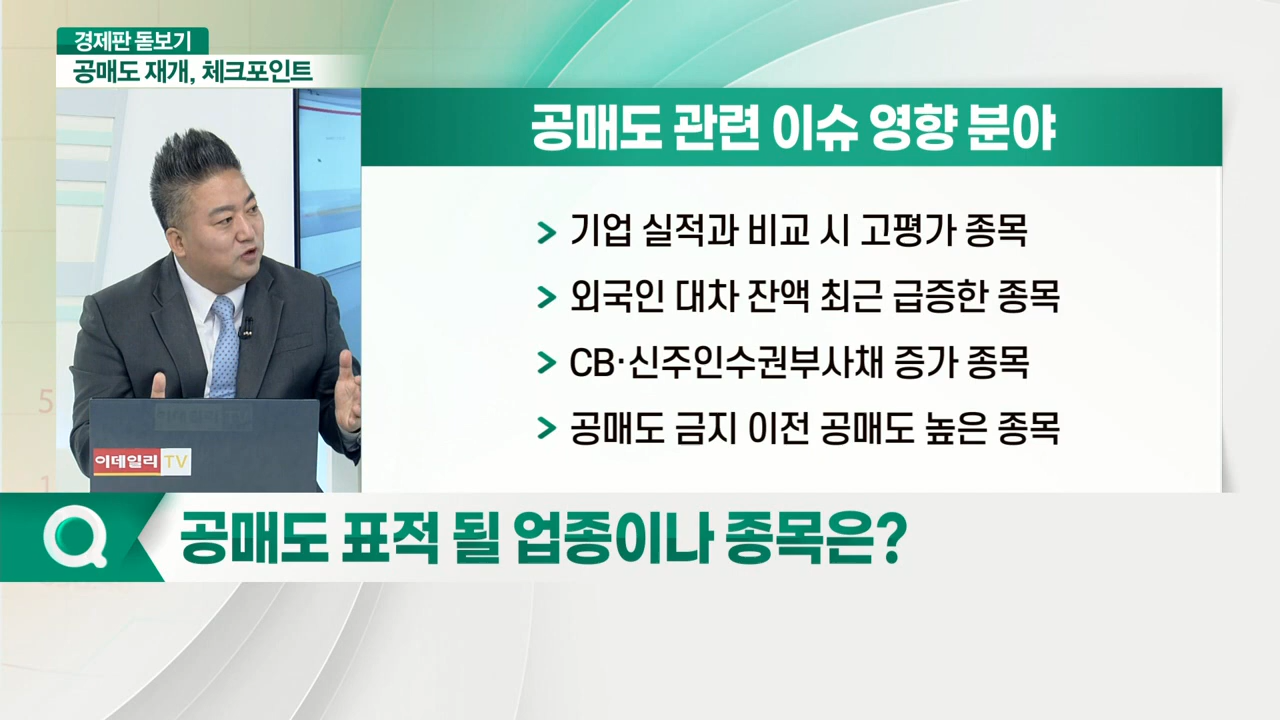 경제판 돋보기
공매도 재개, 체크포인트
공매도 관련 이슈 영향 분야
> 기업 실적과 비교 시 고평가 종목
> 외국인 대차 잔액 최근 급증한 종목
> CB·신주인수권부사채 증가 종목
> 공매도 금지 이전 공매도 높은 종목
이데일리 TV
공매도 표적 될 업종이나 종목은?
5
1